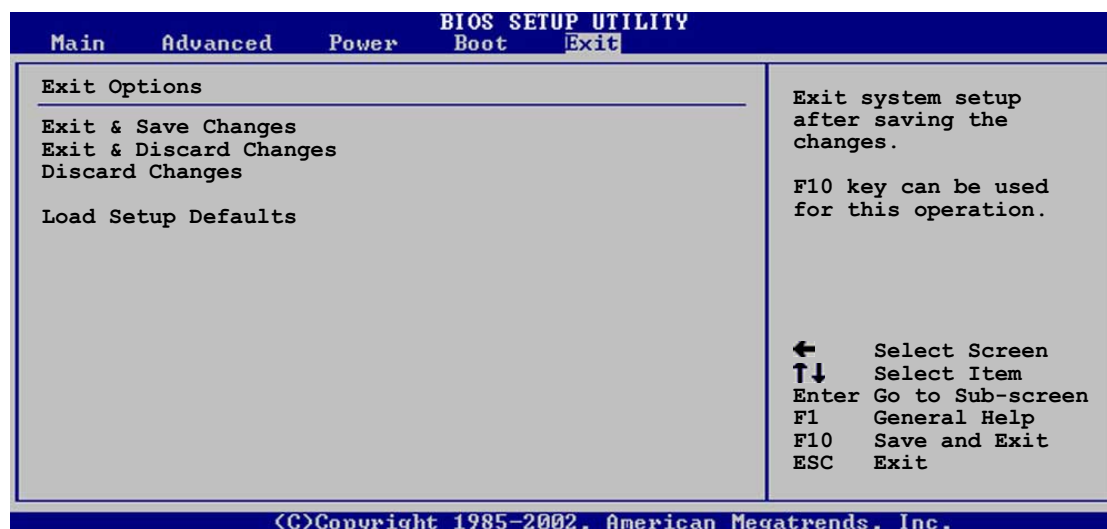 BIOS SETUP UTILITY
Main Advanced Power Boot Exit
Exit Options
Exit & Save Changes
Exit & Discard Changes
Discard Changes
Load Setup Defaults
Exit system setup
after saving the
changes.
F10 key can be used
for this operation.
← Select Screen
↑↓ Select Item
Enter Go to Sub-screen
F1 General Help
F10 Save and Exit
ESC Exit
(C)Copyright 1985-2002, American Megatrends, Inc.